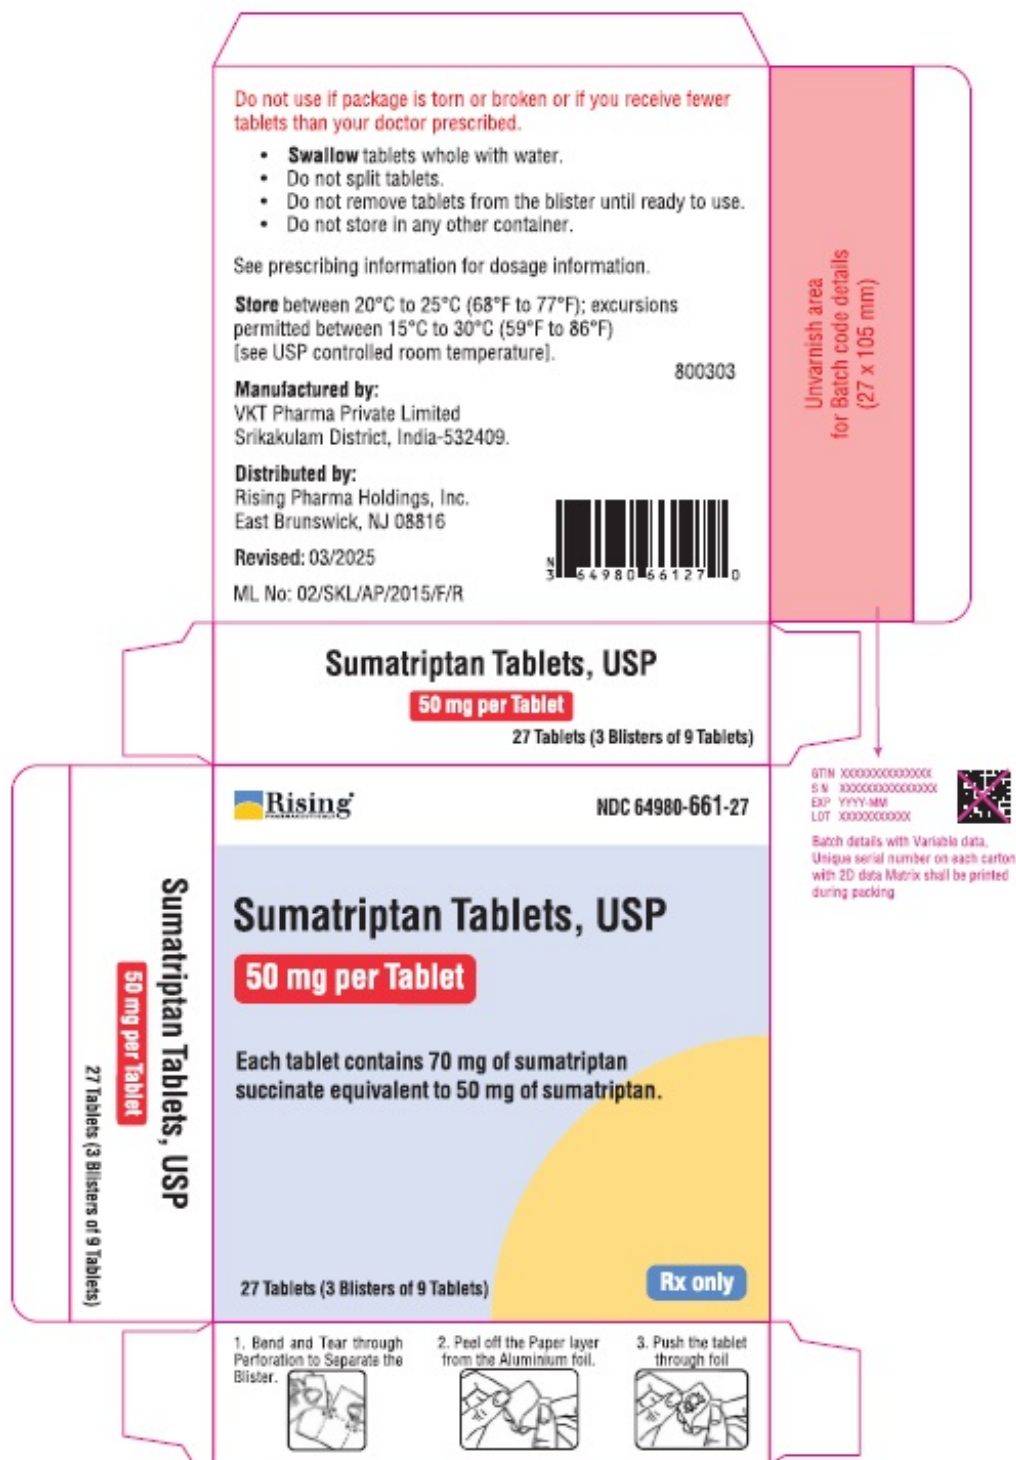 Do not use if package is torn or broken or if you receive fewer
tablets than your doctor prescribed.
• Swallow tablets whole with water.
• Do not split tablets.
• Do not remove tablets from the blister until ready to use.
• Do not store in any other container.
See prescribing information for dosage information.
Store between 20°C to 25°C (68°F to 77°F); excursions
permitted between 15°C to 30°C (59°F to 86°F)
[see USP controlled room temperature].
800303
Manufactured by:
VKT Pharma Private Limited
Srikakulam District, India-532409.
Distributed by:
Rising Pharma Holdings, Inc.
East Brunswick, NJ 08816
Revised: 03/2025
ML No: 02/SKL/AP/2015/F/R
N
3 64980 66127 0
Unvarnish area
for Batch code details
(27 x 105 mm)
Sumatriptan Tablets, USP
50 mg per Tablet
27 Tablets (3 Blisters of 9 Tablets)
GTIN XXXXXXXXXXXXXX
S N XXXXXXXXXXXXXXX
EXP YYYY-MM
LOT XXXXXXXXXXX
Batch details with Variable data,
Unique serial number on each carton
with 2D data Matrix shall be printed
during packing
Rising®
PHARMACEUTICALS
NDC 64980-661-27
Sumatriptan Tablets, USP
50 mg per Tablet
Each tablet contains 70 mg of sumatriptan
succinate equivalent to 50 mg of sumatriptan.
27 Tablets (3 Blisters of 9 Tablets)
Rx only
Sumatriptan Tablets, USP
50 mg per Tablet
27 Tablets (3 Blisters of 9 Tablets)
1. Bend and Tear through
Perforation to Separate the
Blister.
2. Peel off the Paper layer
from the Aluminium foil.
3. Push the tablet
through foil